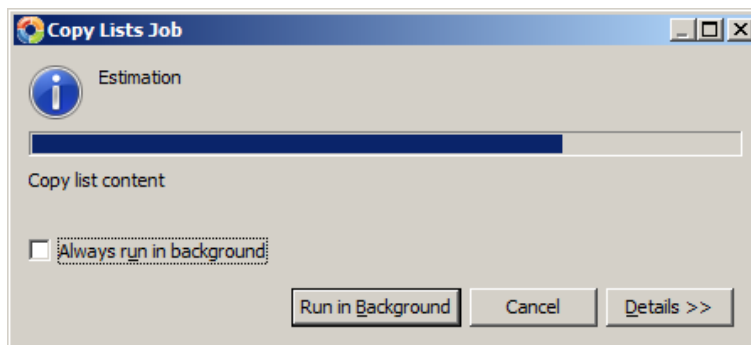 Copy Lists Job
Estimation
Copy list content
Always run in background
Run in Background Cancel Details >>